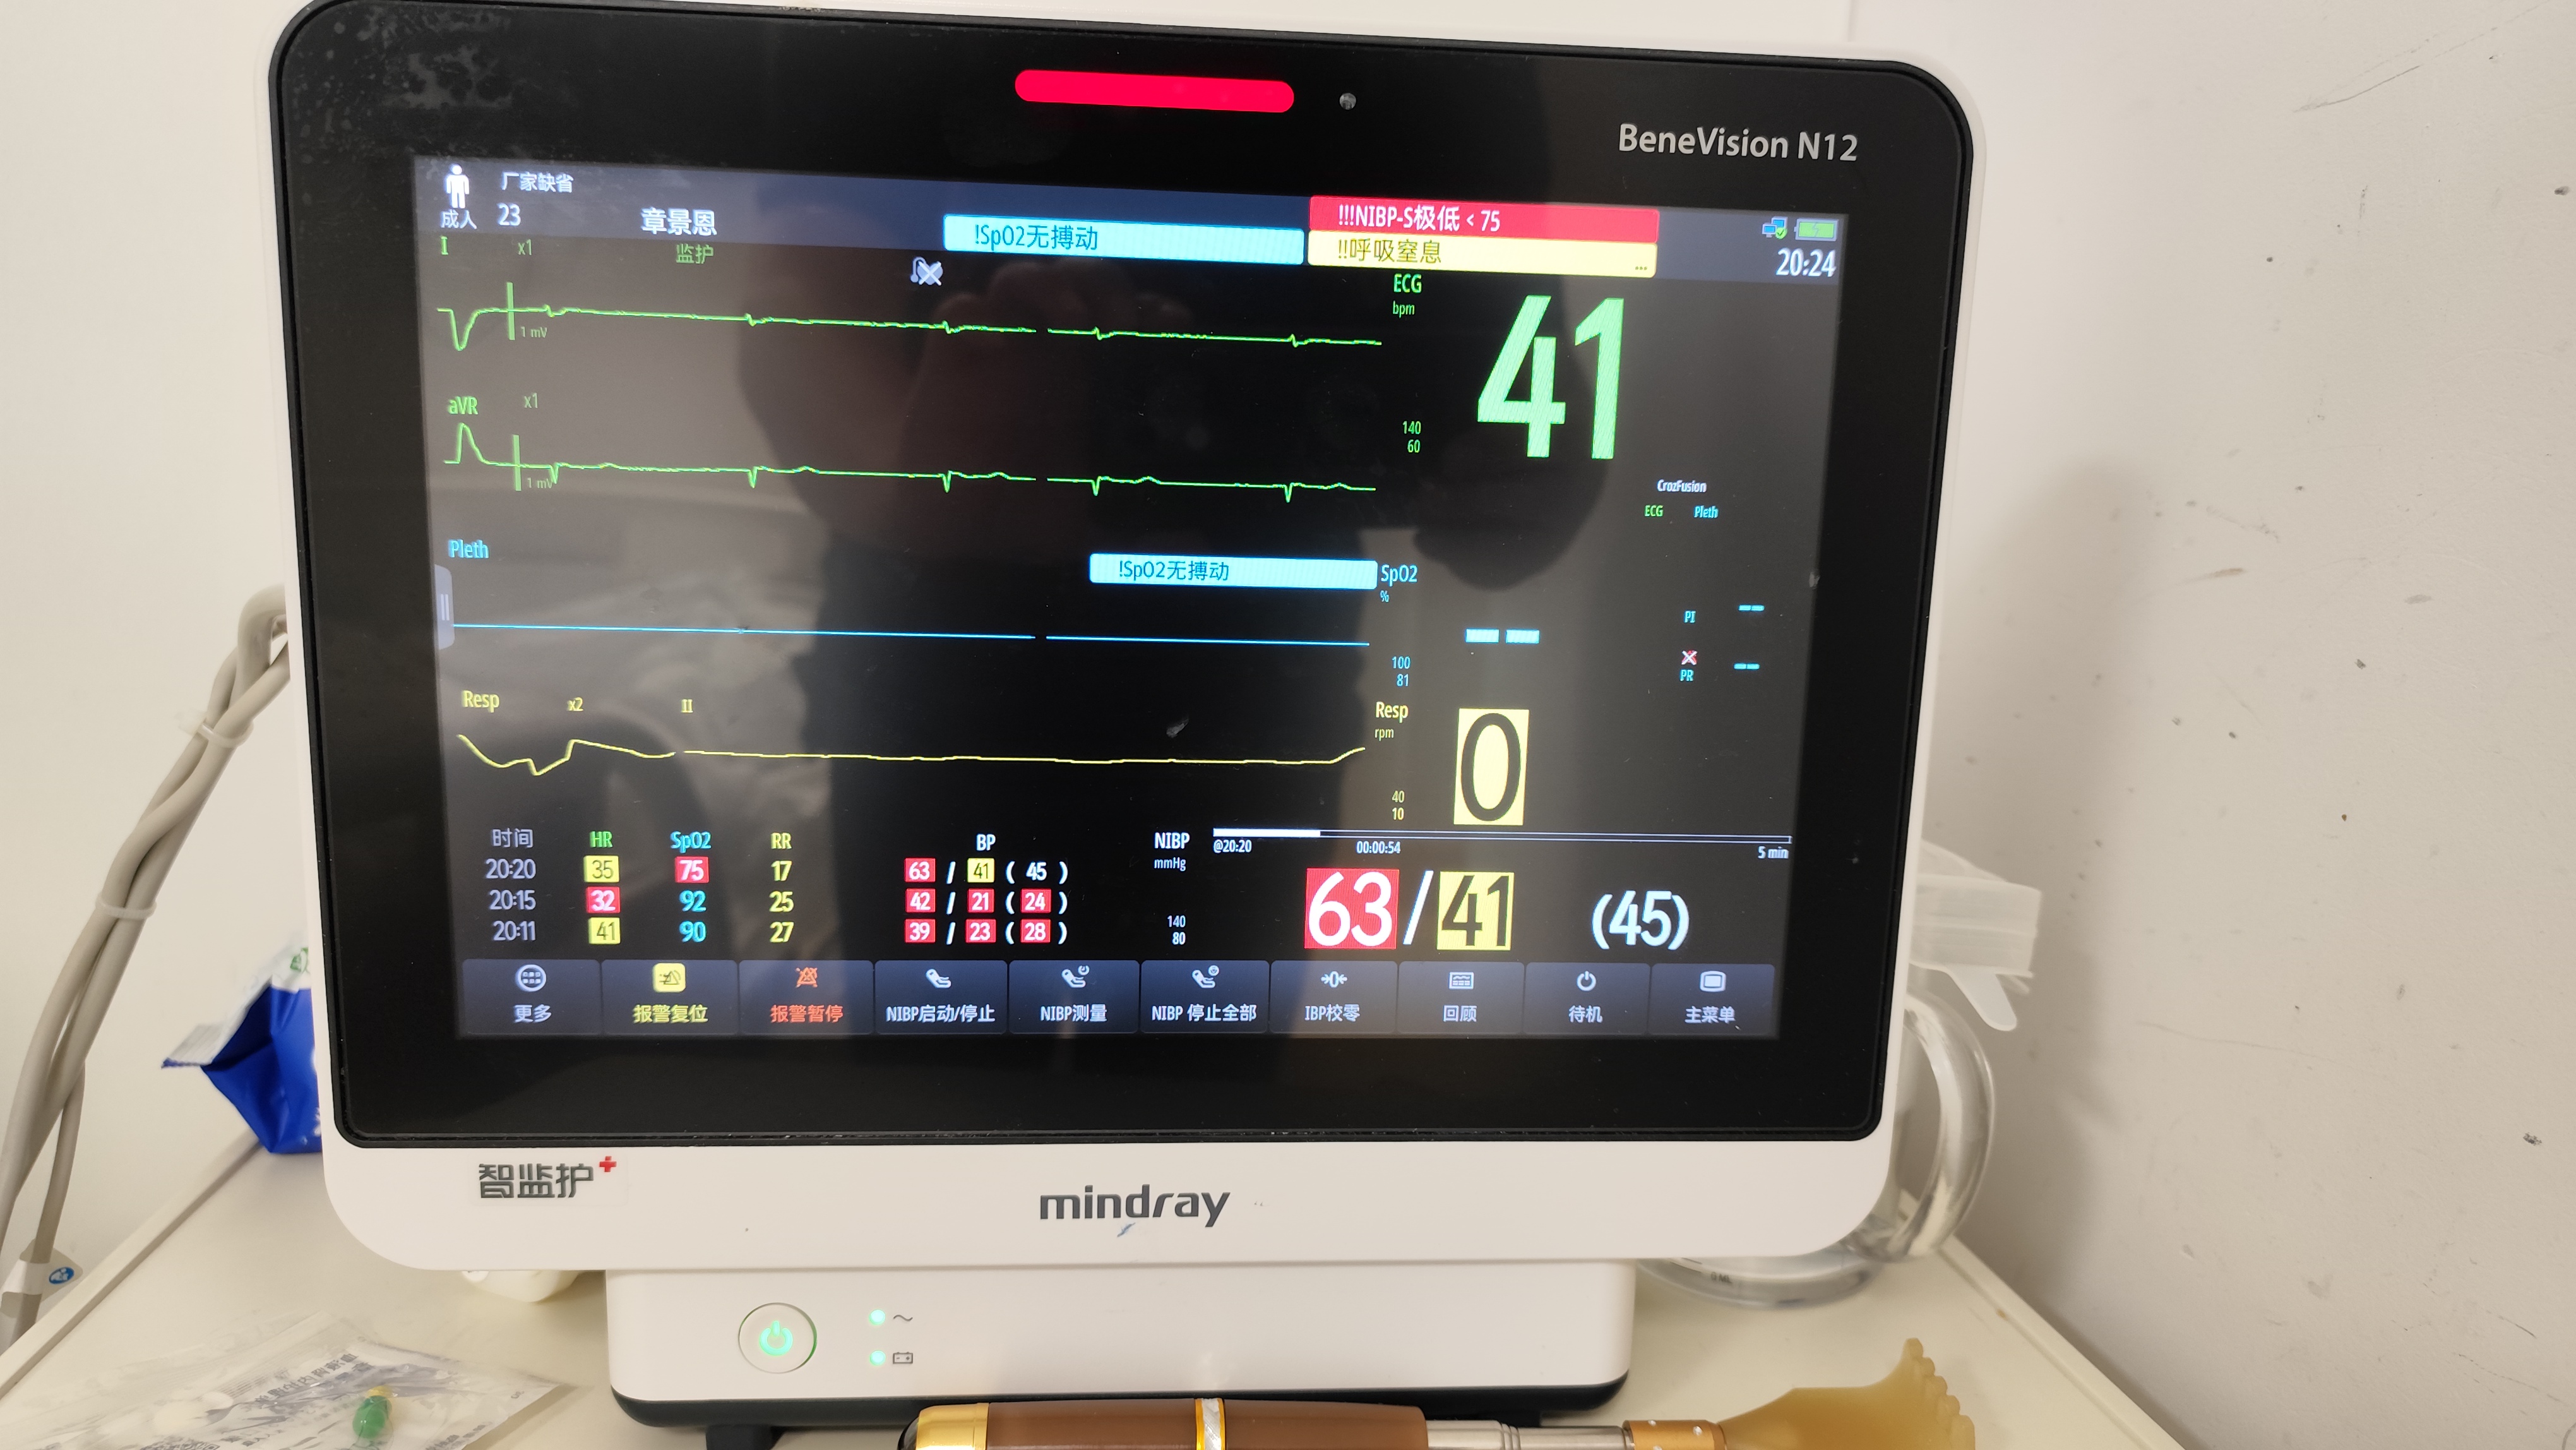 BeneVision N12
厂家缺省
成人 23 章景恩
!SpO2无搏动
!!!NIBP-S极低 < 75
!!呼吸窒息
...
20:24
I x1 监护
1 mV
ECG
bpm
41
140
60
aVR x1
1 mV
CrozFusion
ECG Pleth
Pleth
!SpO2无搏动
SpO2
%
-- --
100
81
PI --
PR --
Resp x2 II
Resp
rpm
0
40
10
时间 HR SpO2 RR BP
20:20 35 75 17 63 / 41 ( 45 )
20:15 32 92 25 42 / 21 ( 24 )
20:11 41 90 27 39 / 23 ( 28 )
NIBP
mmHg
@20:20 00:00:54 5 min
140
80
63/41 (45)
更多 报警复位 报警暂停 NIBP启动/停止 NIBP测量 NIBP 停止全部 IBP校零 回顾 待机 主菜单
智监护+
mindray